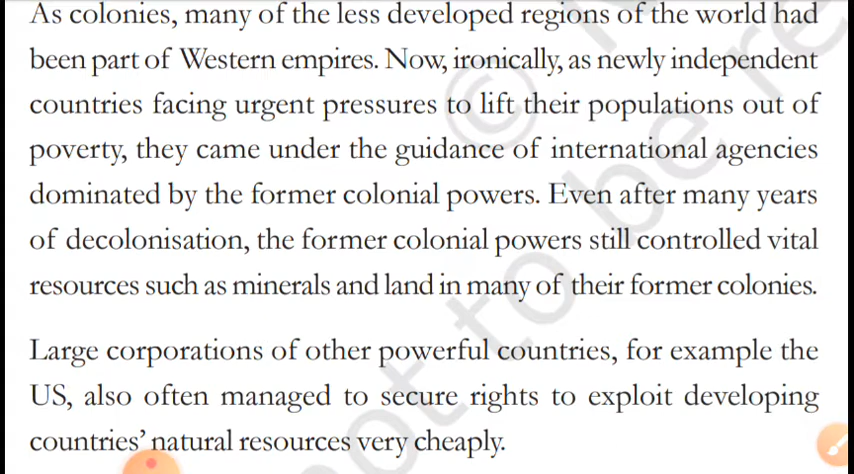 As colonies, many of the less developed regions of the world had
been part of Western empires. Now, ironically, as newly independent
countries facing urgent pressures to lift their populations out of
poverty, they came under the guidance of international agencies
dominated by the former colonial powers. Even after many years
of decolonisation, the former colonial powers still controlled vital
resources such as minerals and land in many of their former colonies.
Large corporations of other powerful countries, for example the
US, also often managed to secure rights to exploit developing
countries’ natural resources very cheaply.